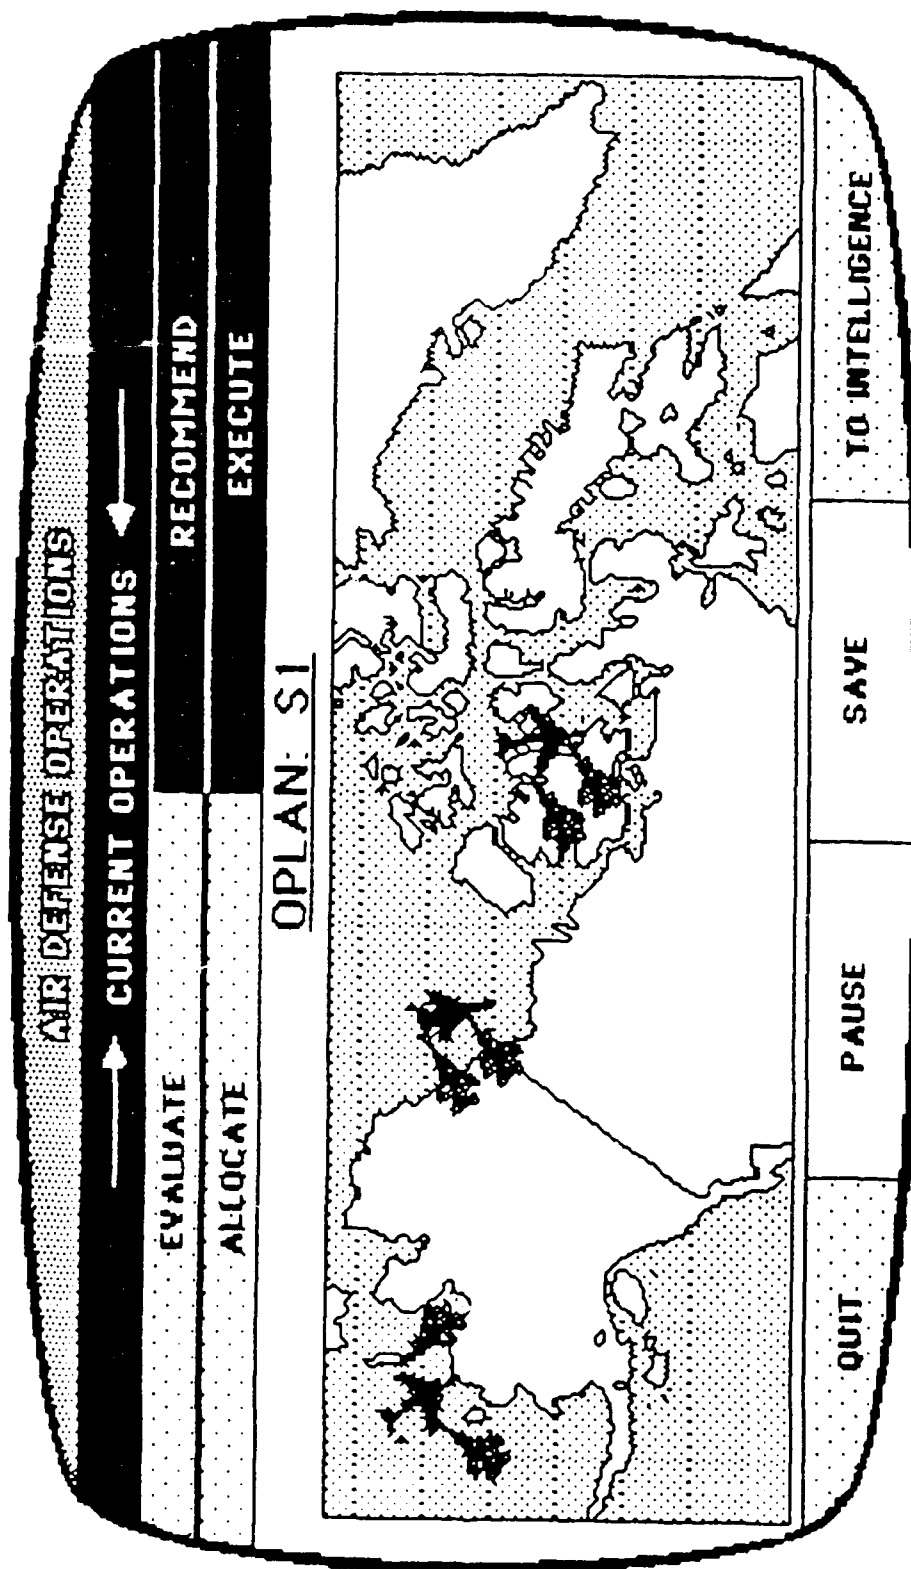 AIR DEFENSE OPERATIONS
CURRENT OPERATIONS
EVALUATE RECOMMEND
ALLOCATE EXECUTE
OPLAN: S1
QUIT PAUSE SAVE TO INTELLIGENCE